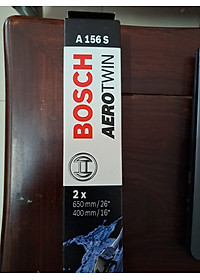 A 156 S
BOSCH
AEROTWIN
2 x
650 mm / 26"
400 mm / 16"